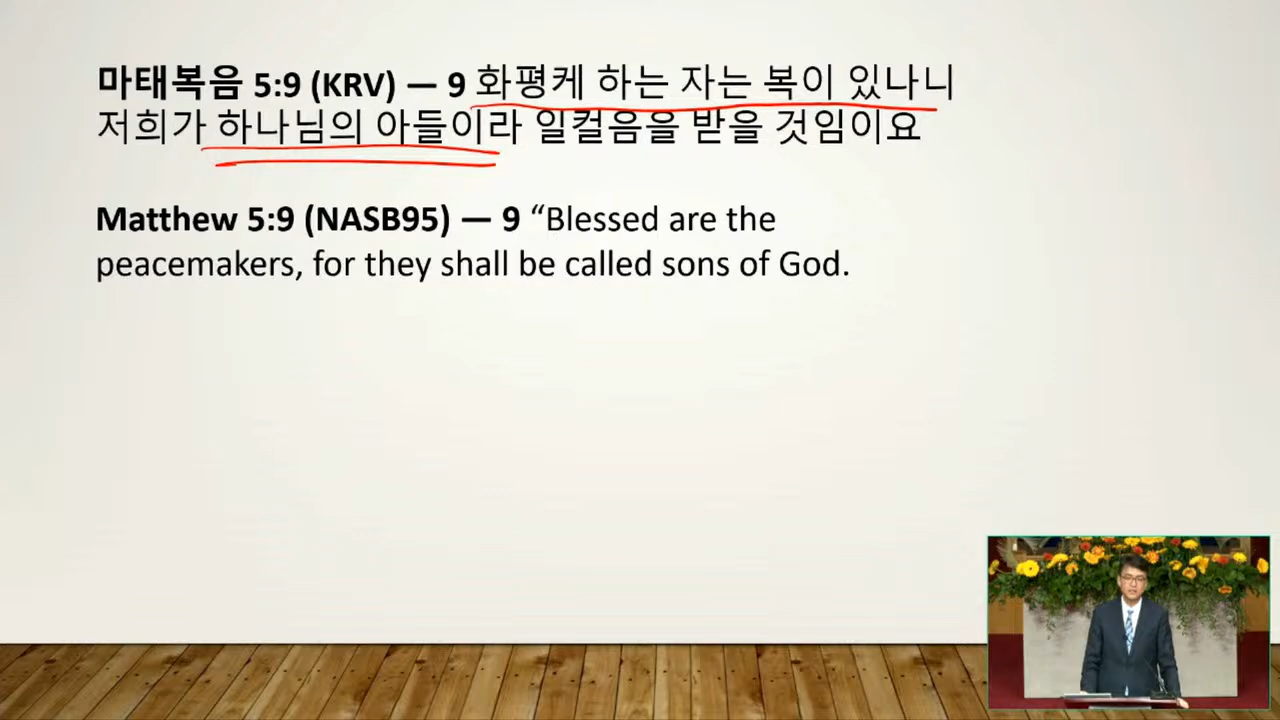 마태복음 5:9 (KRV) — 9 화평케 하는 자는 복이 있나니
저희가 하나님의 아들이라 일컬음을 받을 것임이요
Matthew 5:9 (NASB95) — 9 “Blessed are the
peacemakers, for they shall be called sons of God.